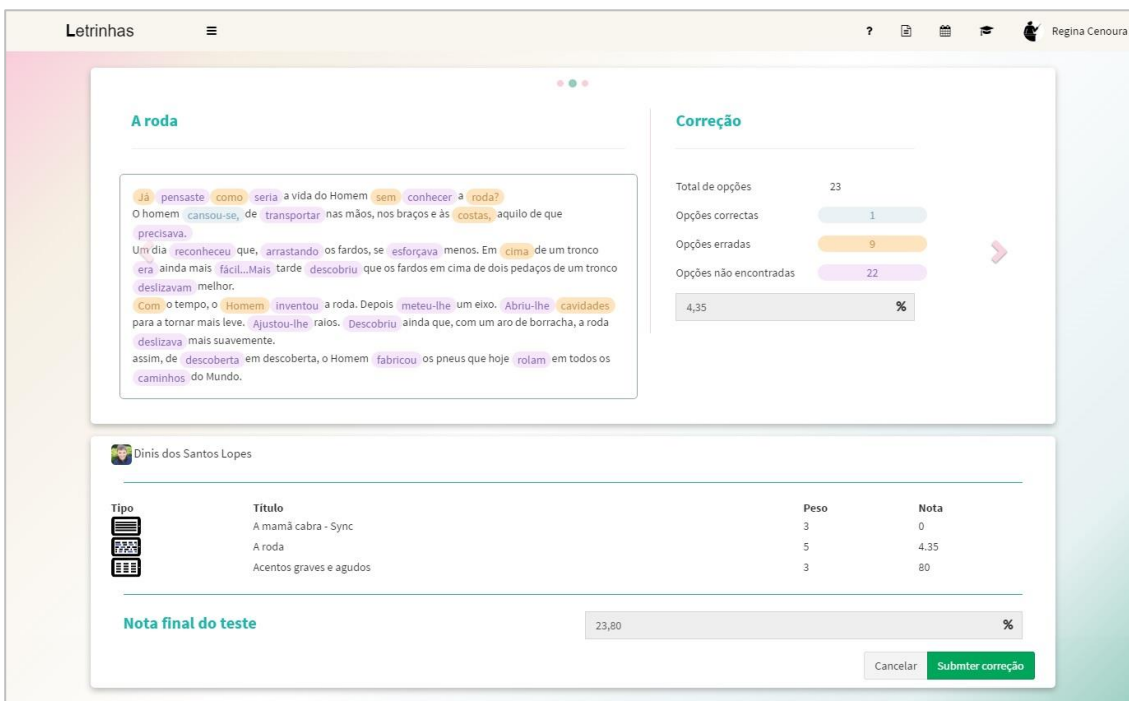 Letrinhas
? Regina Cenoura
A roda
Já pensaste como seria a vida do Homem sem conhecer a roda?
O homem cansou-se, de transportar nas mãos, nos braços e às costas, aquilo de que
precisava.
Um dia reconheceu que, arrastando os fardos, se esforçava menos. Em cima de um tronco
era ainda mais fácil...Mais tarde descobriu que os fardos em cima de dois pedaços de um tronco
deslizavam melhor.
Com o tempo, o Homem inventou a roda. Depois meteu-lhe um eixo. Abriu-lhe cavidades
para a tornar mais leve. Ajustou-lhe raios. Descobriu ainda que, com um aro de borracha, a roda
deslizava mais suavemente.
assim, de descoberta em descoberta, o Homem fabricou os pneus que hoje rolam em todos os
caminhos do Mundo.
Correção
Total de opções 23
Opções correctas 1
Opções erradas 9
Opções não encontradas 22
4,35 %
Dinis dos Santos Lopes
Tipo Título Peso Nota
A mamã cabra - Sync 3 0
A roda 5 4.35
Acentos graves e agudos 3 80
Nota final do teste 23,80 %
Cancelar Submter correção